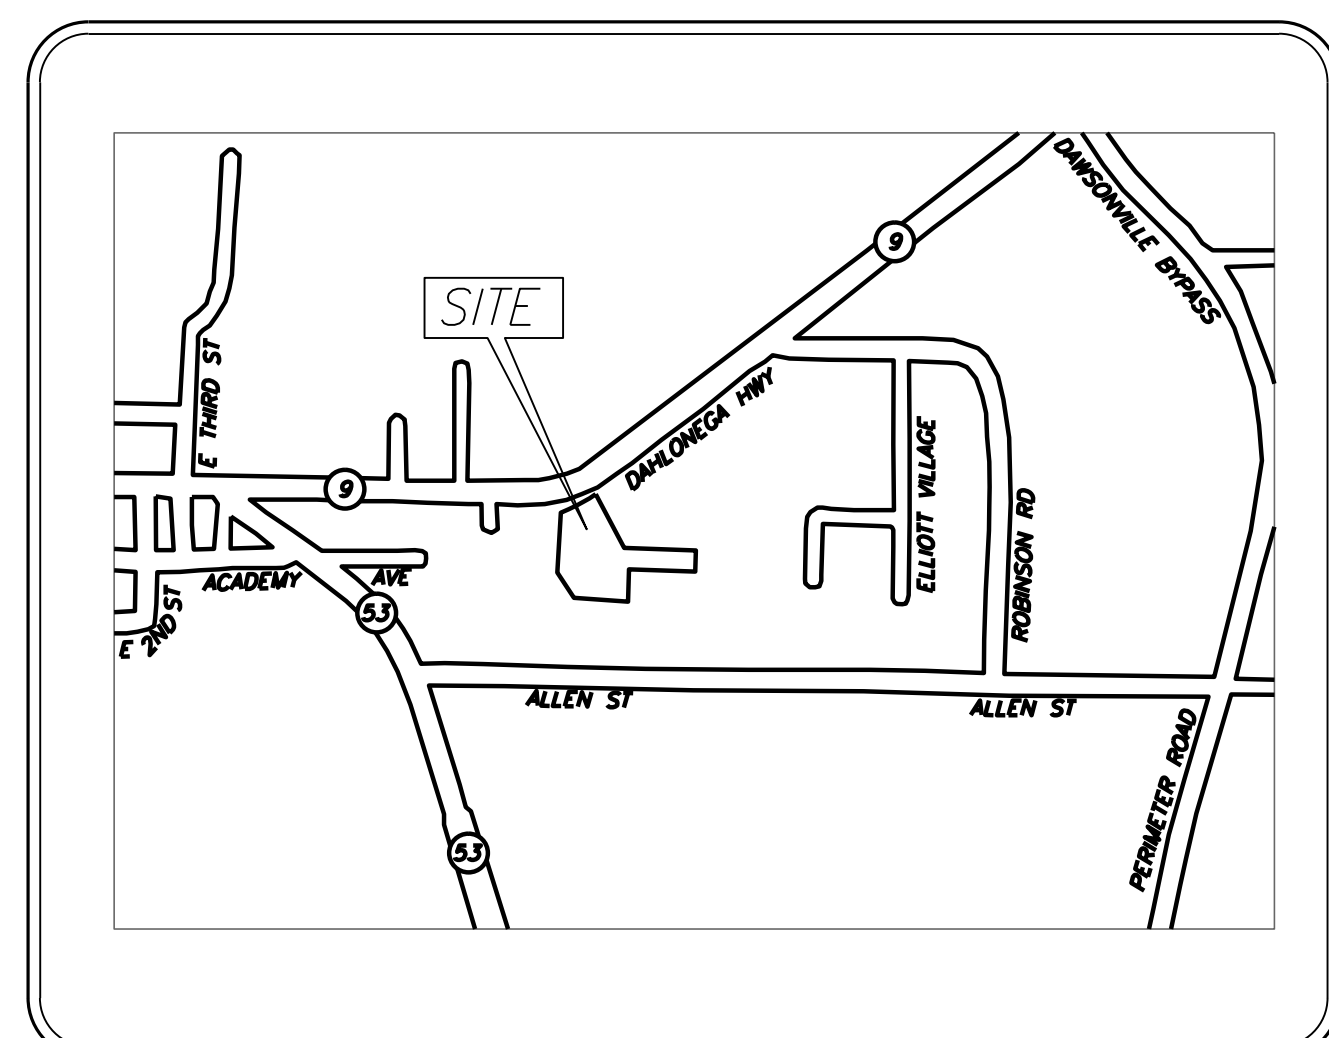 DAWSONVILLE BYPASS
9
SITE
E THIRD ST
DAHLONEGA HWY
9
ELLIOTT VILLAGE
ROBINSON RD
ACADEMY AVE
E 2ND ST
53
ALLEN ST
ALLEN ST
PERIMETER ROAD
53